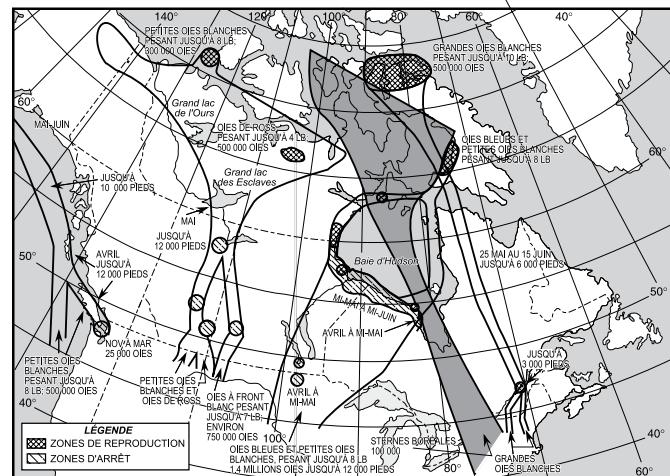 140°
120°
100°
80°
60°
40°
PETITES OIES BLANCHES
PESANT JUSQU'À 8 LB;
300 000 OIES
GRANDES OIES BLANCHES
PESANT JUSQU'À 10 LB;
500 000 OIES
Grand lac
de l'Ours
60°
MAI-JUIN
OIES DE ROSS
PESANT JUSQU'À 4 LB;
500 000 OIES
OIES BLEUES ET
PETITES OIES BLANCHES
PESANT JUSQU'À 8 LB
60°
Grand lac
des Esclaves
JUSQU'À
10 000 PIEDS
MAI
JUSQU'À
12 000 PIEDS
Baie d'Hudson
25 MAI AU 15 JUIN
JUSQU'À 6 000 PIEDS
50°
AVRIL
JUSQU'À
12 000 PIEDS
50°
MI-MAI À MI-JUIN
AVRIL À MI-MAI
NOV À MAR
25 000 OIES
JUSQU'À
3 000 PIEDS
PETITES OIES
BLANCHES
PESANT JUSQU'À
8 LB; 500 000 OIES
PETITES OIES
BLANCHES ET
OIES DE ROSS
OIES À FRONT
BLANC PESANT
JUSQU'À 7 LB;
ENVIRON
750 000 OIES
AVRIL À
MI-MAI
40°
40°
100°
STERNES BORÉALES
100 000
OIES BLEUES ET PETITES OIES
BLANCHES, PESANT JUSQU'À 8 LB
1.4 MILLIONS OIES JUSQU'À 12 000 PIEDS
80°
GRANDES
OIES BLANCHES
60°
LÉGENDE
ZONES DE REPRODUCTION
ZONES D'ARRÊT